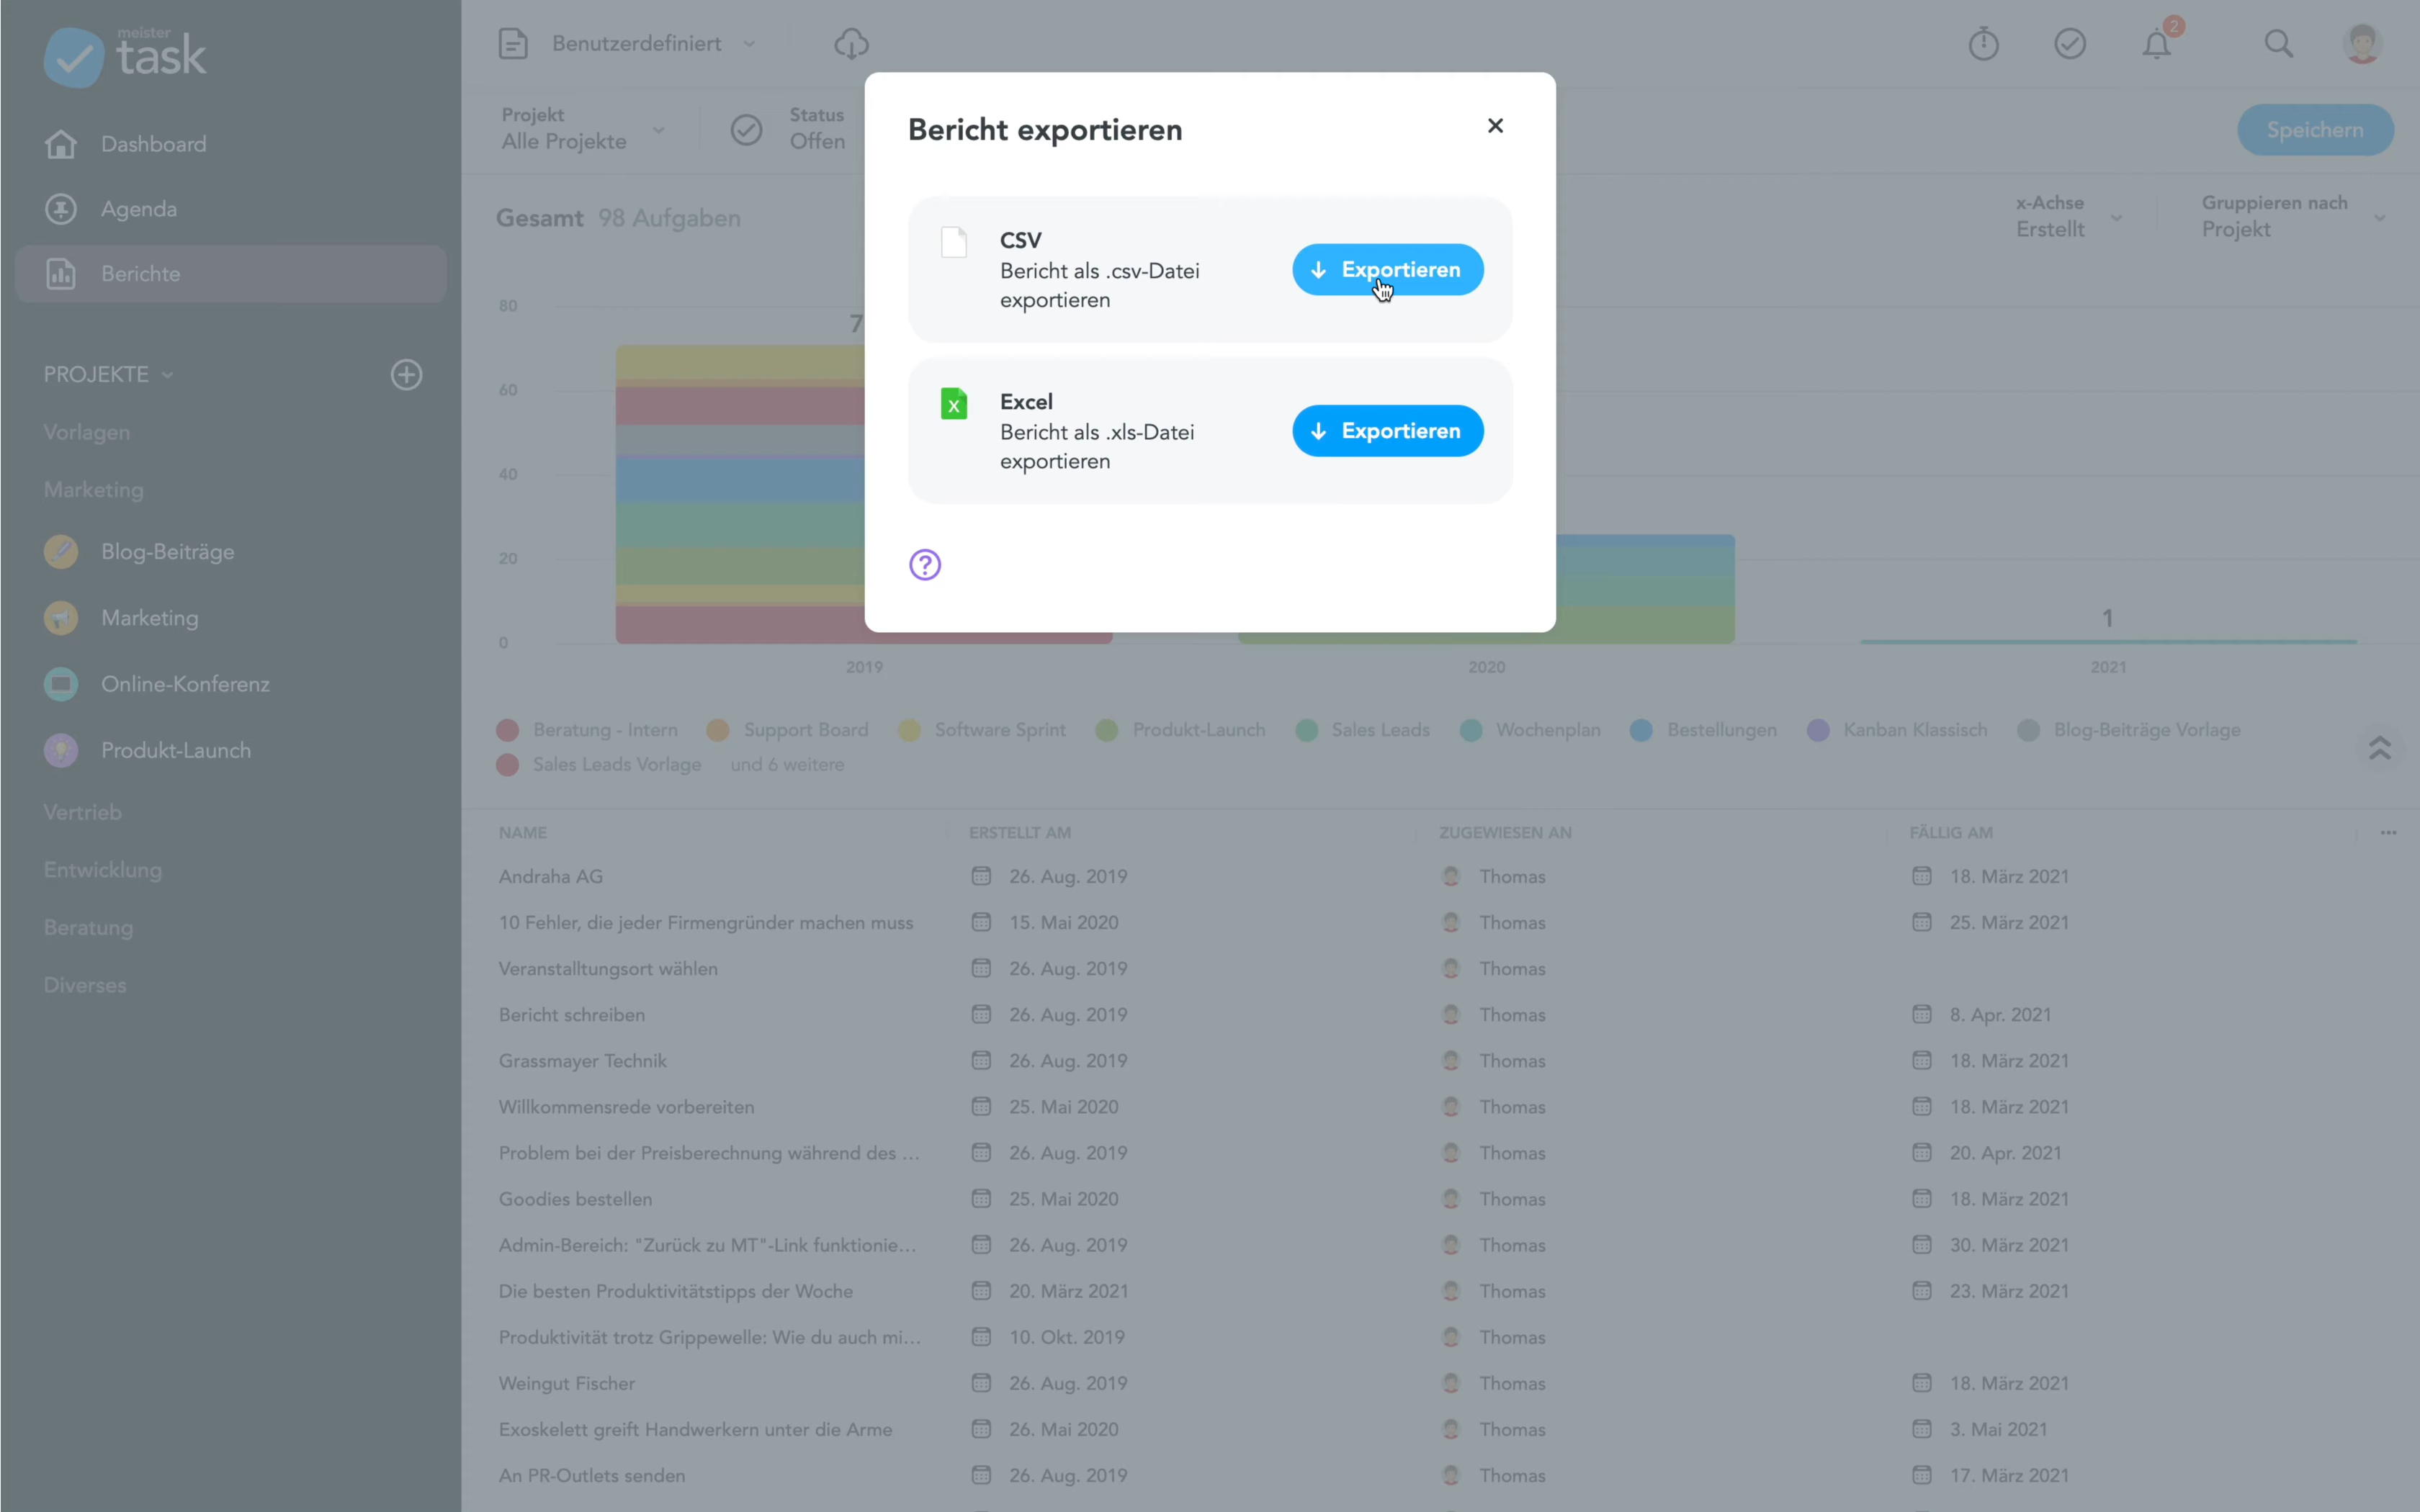 meister
task
Dashboard
Agenda
Berichte
PROJEKTE
Vorlagen
Marketing
Blog-Beiträge
Marketing
Online-Konferenz
Produkt-Launch
Vertrieb
Entwicklung
Beratung
Diverses
Benutzerdefiniert
2
Projekt
Alle Projekte
Status
Offen
Speichern
Gesamt 98 Aufgaben
x-Achse
Erstellt
Gruppieren nach
Projekt
Bericht exportieren
CSV
Bericht als .csv-Datei
exportieren
Exportieren
Excel
Bericht als .xls-Datei
exportieren
Exportieren
X
?
80
60
40
20
0
7
1
2019 2020 2021
Beratung - Intern Support Board Software Sprint Produkt-Launch Sales Leads Wochenplan Bestellungen Kanban Klassisch Blog-Beiträge Vorlage
Sales Leads Vorlage und 6 weitere
NAME ERSTELLT AM ZUGEWIESEN AN FÄLLIG AM
Andraha AG 26. Aug. 2019 Thomas 18. März 2021
10 Fehler, die jeder Firmengründer machen muss 15. Mai 2020 Thomas 25. März 2021
Veranstalltungsort wählen 26. Aug. 2019 Thomas
Bericht schreiben 26. Aug. 2019 Thomas 8. Apr. 2021
Grassmayer Technik 26. Aug. 2019 Thomas 18. März 2021
Willkommensrede vorbereiten 25. Mai 2020 Thomas 18. März 2021
Problem bei der Preisberechnung während des ... 26. Aug. 2019 Thomas 20. Apr. 2021
Goodies bestellen 25. Mai 2020 Thomas 18. März 2021
Admin-Bereich: "Zurück zu MT"-Link funktionie... 26. Aug. 2019 Thomas 30. März 2021
Die besten Produktivitätstipps der Woche 20. März 2021 Thomas 23. März 2021
Produktivität trotz Grippewelle: Wie du auch mi... 10. Okt. 2019 Thomas
Weingut Fischer 26. Aug. 2019 Thomas 18. März 2021
Exoskelett greift Handwerkern unter die Arme 26. Mai 2020 Thomas 3. Mai 2021
An PR-Outlets senden 26. Aug. 2019 Thomas 17. März 2021